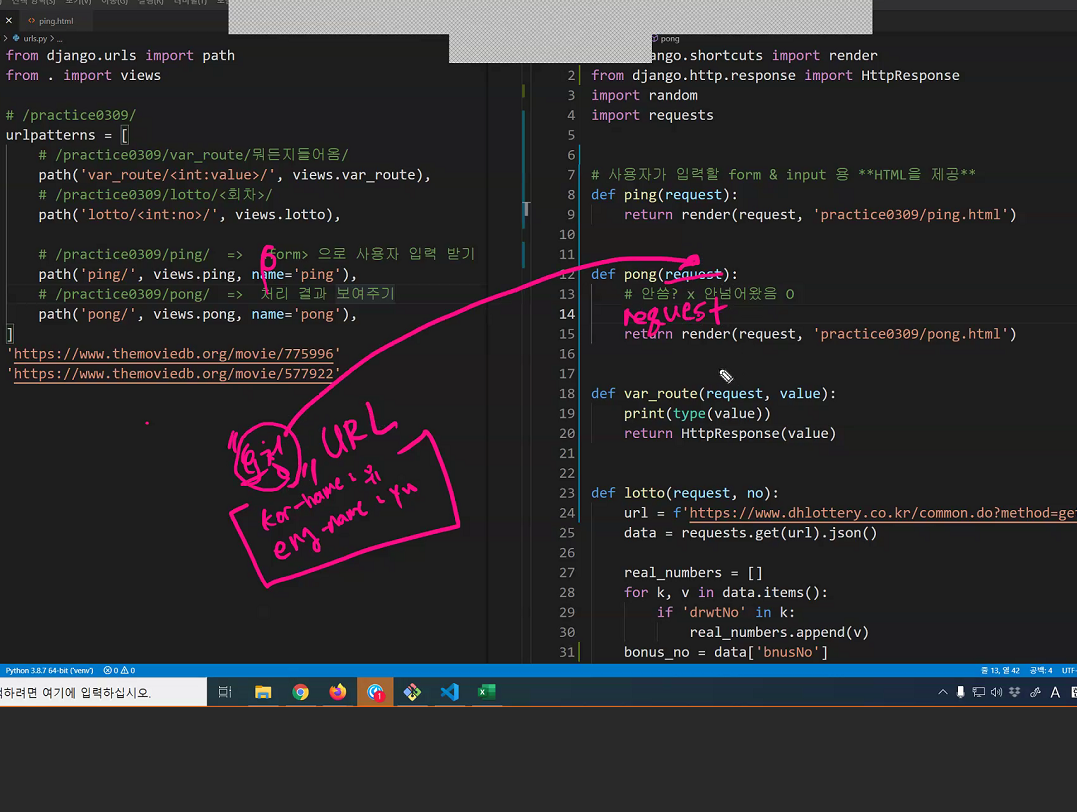 ping.html
urls.py > ...
from django.urls import path
from . import views
# /practice0309/
urlpatterns = [
# /practice0309/var_route/뭐든지들어옴/
path('var_route/<int:value>/', views.var_route),
# /practice0309/lotto/<회차>/
path('lotto/<int:no>/', views.lotto),
# /practice0309/ping/ => form> 으로 사용자 입력 받기
path('ping/', views.ping, name='ping'),
# /practice0309/pong/ => 처리 결과 보여주기
path('pong/', views.pong, name='pong'),
]
'https://www.themoviedb.org/movie/775996'
'https://www.themoviedb.org/movie/577922'
URL
kor-name :
eng-name :
pong
django.shortcuts import render
2 from django.http.response import HttpResponse
3 import random
4 import requests
5
6
7 # 사용자가 입력할 form & input 용 **HTML을 제공**
8 def ping(request):
9 return render(request, 'practice0309/ping.html')
10
11
12 def pong(request):
13 # 안씀? x 안넘어왔음 O
14 request
15 return render(request, 'practice0309/pong.html')
16
17
18 def var_route(request, value):
19 print(type(value))
20 return HttpResponse(value)
21
22
23 def lotto(request, no):
24 url = f'https://www.dhlottery.co.kr/common.do?method=get
25 data = requests.get(url).json()
26
27 real_numbers = []
28 for k, v in data.items():
29 if 'drwtNo' in k:
30 real_numbers.append(v)
31 bonus_no = data['bnusNo']
Python 3.8.7 64-bit ('venv') 0 0
줄 13, 열 42 공백: 4 UTF-
색하려면 여기에 입력하십시오.
A